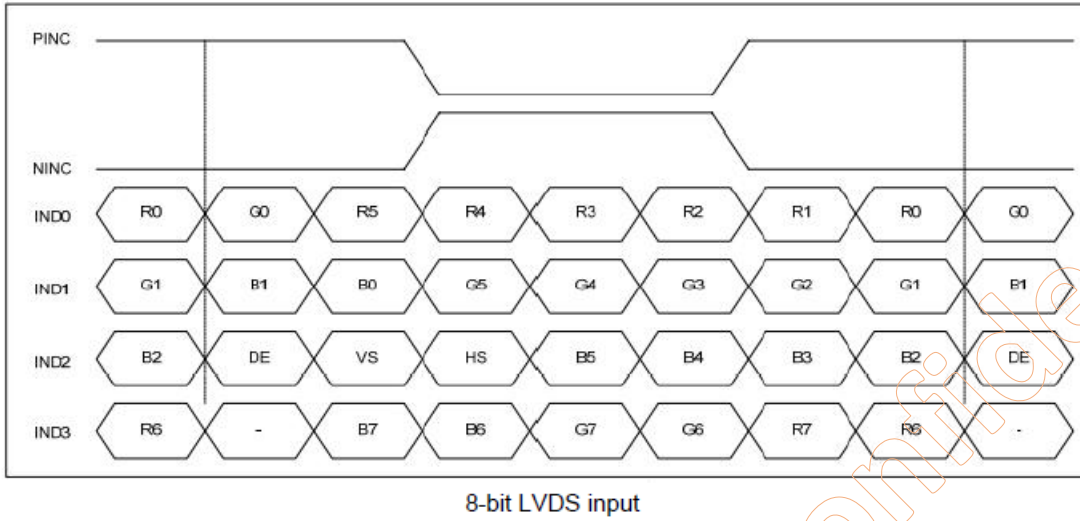 PINC
NINC
IND0 R0 G0 R5 R4 R3 R2 R1 R0 G0
IND1 G1 B1 B0 G5 G4 G3 G2 G1 B1
IND2 B2 DE VS HS B5 B4 B3 B2 DE
IND3 R6 - B7 B6 G7 G6 R7 R6 -
8-bit LVDS input
onfide